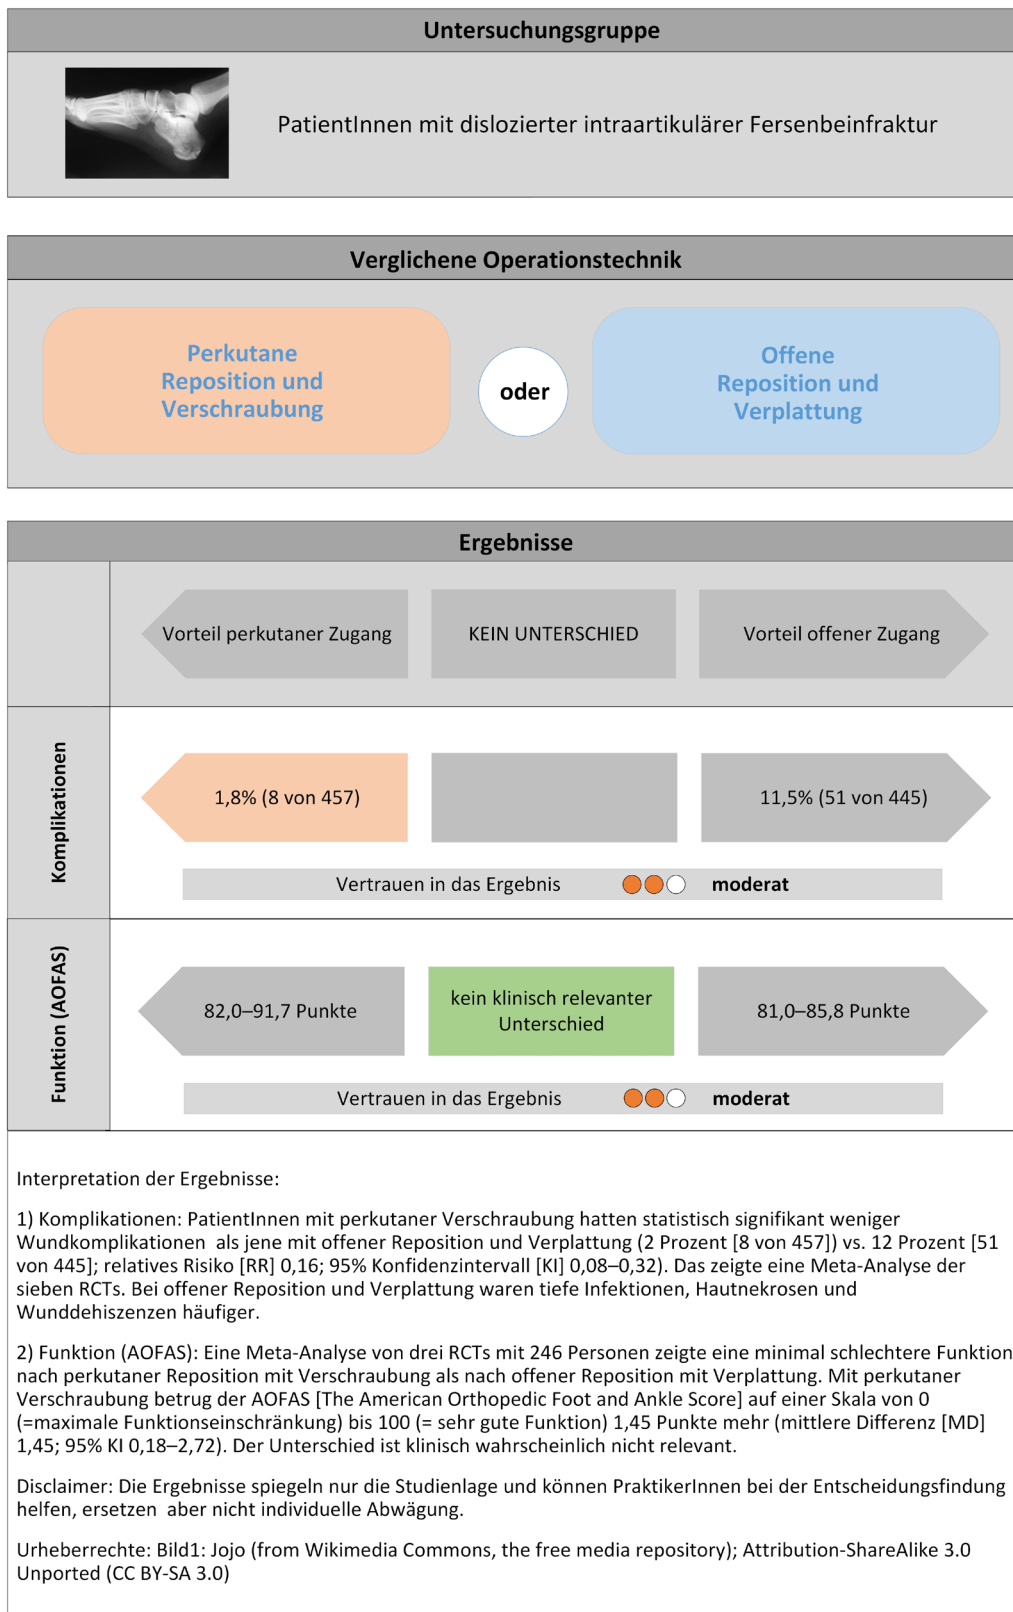 Untersuchungsgruppe
PatientInnen mit dislozierter intraartikulärer Fersenbeinfraktur
Verglichene Operationstechnik
Perkutane
Reposition und
Verschraubung
oder
Offene
Reposition und
Verplattung
Ergebnisse
Vorteil perkutaner Zugang
KEIN UNTERSCHIED
Vorteil offener Zugang
Komplikationen
1,8% (8 von 457)
11,5% (51 von 445)
Vertrauen in das Ergebnis moderat
Funktion (AOFAS)
82,0–91,7 Punkte
kein klinisch relevanter
Unterschied
81,0–85,8 Punkte
Vertrauen in das Ergebnis moderat
Interpretation der Ergebnisse:
1) Komplikationen: PatientInnen mit perkutaner Verschraubung hatten statistisch signifikant weniger
Wundkomplikationen  als jene mit offener Reposition und Verplattung (2 Prozent [8 von 457]) vs. 12 Prozent [51
von 445]; relatives Risiko [RR] 0,16; 95% Konfidenzintervall [KI] 0,08–0,32). Das zeigte eine Meta-Analyse der
sieben RCTs. Bei offener Reposition und Verplattung waren tiefe Infektionen, Hautnekrosen und
Wunddehiszenzen häufiger.
2) Funktion (AOFAS): Eine Meta-Analyse von drei RCTs mit 246 Personen zeigte eine minimal schlechtere Funktion
nach perkutaner Reposition mit Verschraubung als nach offener Reposition mit Verplattung. Mit perkutaner
Verschraubung betrug der AOFAS [The American Orthopedic Foot and Ankle Score] auf einer Skala von 0
(=maximale Funktionseinschränkung) bis 100 (= sehr gute Funktion) 1,45 Punkte mehr (mittlere Differenz [MD]
1,45; 95% KI 0,18–2,72). Der Unterschied ist klinisch wahrscheinlich nicht relevant.
Disclaimer: Die Ergebnisse spiegeln nur die Studienlage und können PraktikerInnen bei der Entscheidungsfindung
helfen, ersetzen  aber nicht individuelle Abwägung.
Urheberrechte: Bild1: Jojo (from Wikimedia Commons, the free media repository); Attribution-ShareAlike 3.0
Unported (CC BY-SA 3.0)